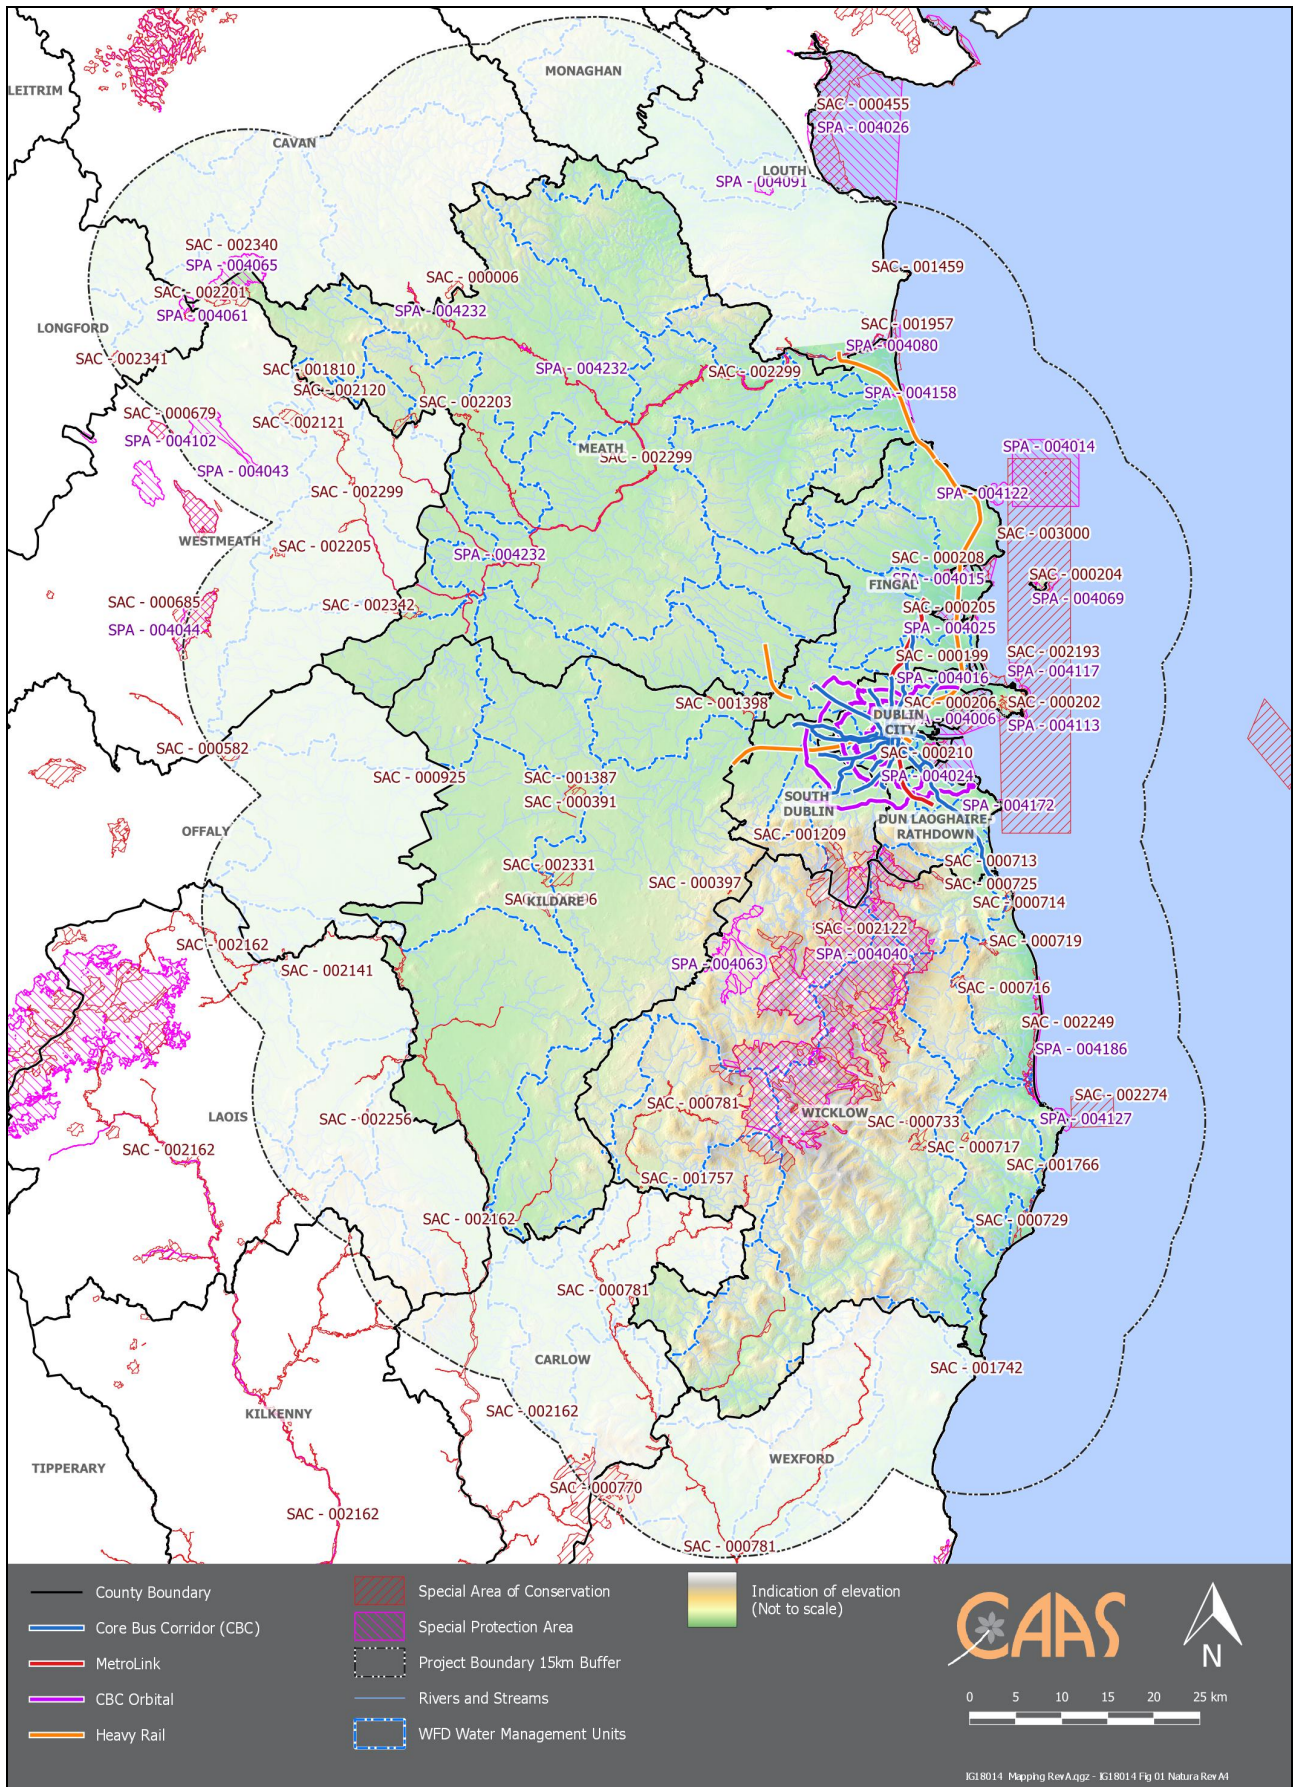 MONAGHAN
LEITRIM
SAC - 000455
SPA - 004026
CAVAN
LOUTH
SPA - 004091
SAC - 002340
SPA - 004065
SAC - 001459
SAC - 000006
SAC - 002201
SPA - 004061
SPA - 004232
LONGFORD
SAC - 001957
SPA - 004080
SAC - 002341
SAC - 001810
SPA - 004232
SAC - 002299
SAC - 002120
SPA - 004158
SAC - 002203
SAC - 000679
SAC - 002121
SPA - 004102
MEATH
SAC - 002299
SPA - 004014
SPA - 004043
SAC - 002299
SPA - 004122
WESTMEATH
SAC - 002205
SAC - 003000
SPA - 004232
SAC - 000208
SPA - 004015
FINGAL
SAC - 000204
SPA - 004069
SAC - 000685
SAC - 002342
SAC - 000205
SPA - 004044
SPA - 004025
SAC - 000199
SAC - 002193
SPA - 004117
SPA - 004016
SAC - 001398
SAC - 000206
SAC - 000202
DUBLIN
CITY
A - 004006
SPA - 004113
SAC - 000582
SAC - 000210
SAC - 000925
SAC - 001387
SPA - 004024
SAC - 000391
SOUTH
DUBLIN
SPA - 004172
DUN LAOGHAIRE-
RATHDOWN
OFFALY
SAC - 001209
SAC - 002331
SAC - 000713
SAC - 000397
SAC - 000725
SA 6
KILDARE
SAC - 000714
SAC - 002122
SAC - 002162
SAC - 000719
SPA - 004040
SPA - 004063
SAC - 002141
SAC - 000716
SAC - 002249
SPA - 004186
SAC - 002274
LAOIS
SAC - 002256
SAC - 000781
WICKLOW
SAC - 000733
SPA - 004127
SAC - 002162
SAC - 000717
SAC - 001766
SAC - 001757
SAC - 002162
SAC - 000729
SAC - 000781
CARLOW
SAC - 001742
KILKENNY
SAC - 002162
TIPPERARY
WEXFORD
SAC - 000770
SAC - 002162
SAC - 000781
County Boundary
Core Bus Corridor (CBC)
MetroLink
CBC Orbital
Heavy Rail
Special Area of Conservation
Special Protection Area
Project Boundary 15km Buffer
Rivers and Streams
WFD Water Management Units
Indication of elevation
(Not to scale)
CAAS
N
0 5 10 15 20 25 km
IG18014 Mapping RevA.qgz - IG18014 Fig 01 Natura Rev A4